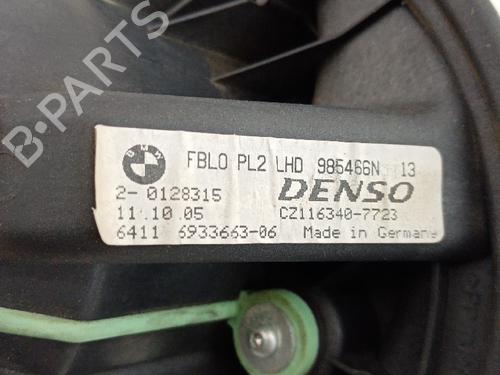 BMW
FBLO PL2 LHD 985466N 13
2-0128315 DENSO
11.10.05 CZ116340-7723
6411 6933663-06 Made in Germany
B-PARTS